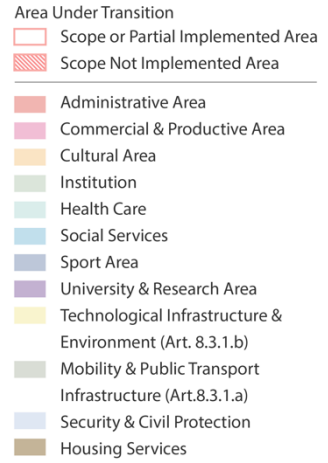 Area Under Transition
Scope or Partial Implemented Area
Scope Not Implemented Area
Administrative Area
Commercial & Productive Area
Cultural Area
Institution
Health Care
Social Services
Sport Area
University & Research Area
Technological Infrastructure &
Environment (Art. 8.3.1.b)
Mobility & Public Transport
Infrastructure (Art.8.3.1.a)
Security & Civil Protection
Housing Services